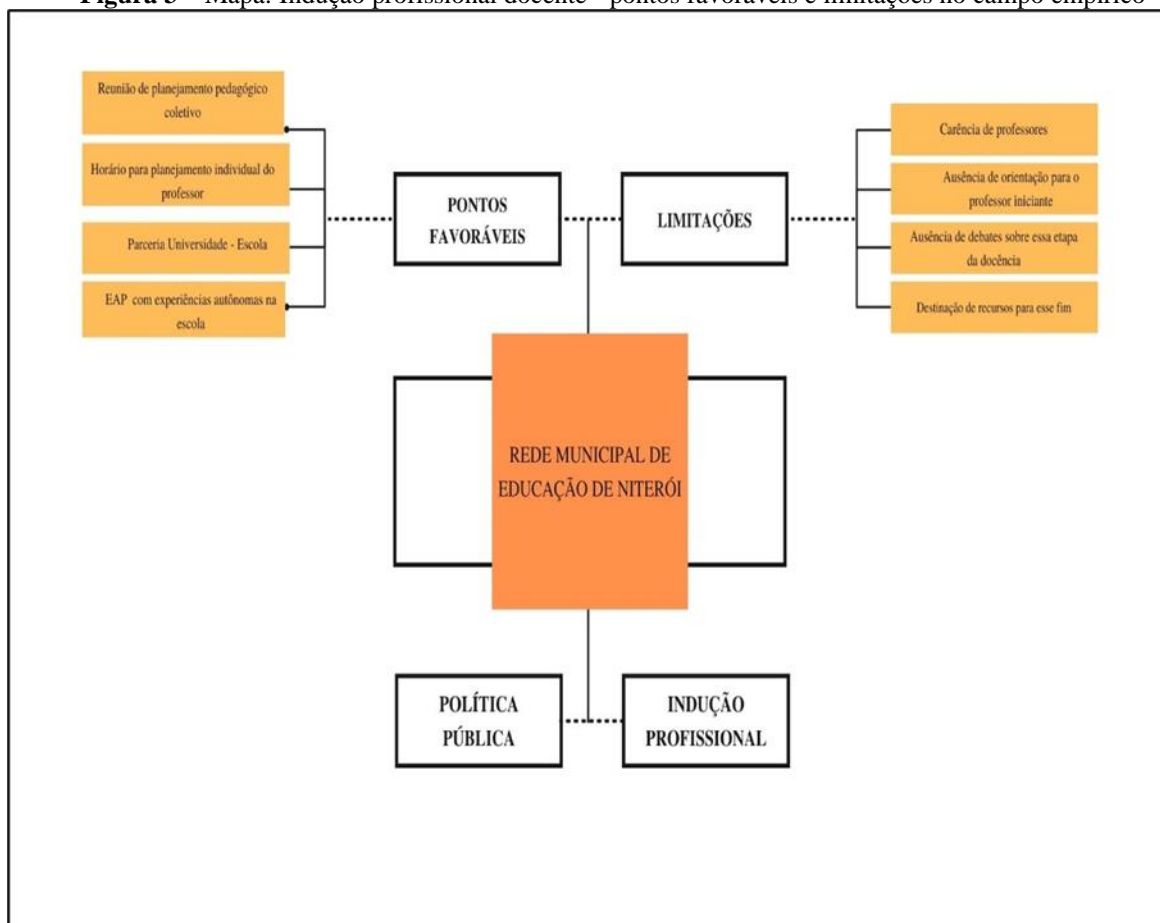 Figura 3 – Mapa: Indução profissional docente - pontos favoráveis e limitações no campo empírico
Reunião de planejamento pedagógico
coletivo
Horário para planejamento individual do
professor
Parceria Universidade - Escola
EAP com experiências autônomas na
escola
PONTOS
FAVORÁVEIS
LIMITAÇÕES
Carência de professores
Ausência de orientação para o
professor iniciante
Ausência de debates sobre essa etapa
da docência
Destinação de recursos para esse fim
REDE MUNICIPAL DE
EDUCAÇÃO DE NITERÓI
POLÍTICA
PÚBLICA
INDUÇÃO
PROFISSIONAL